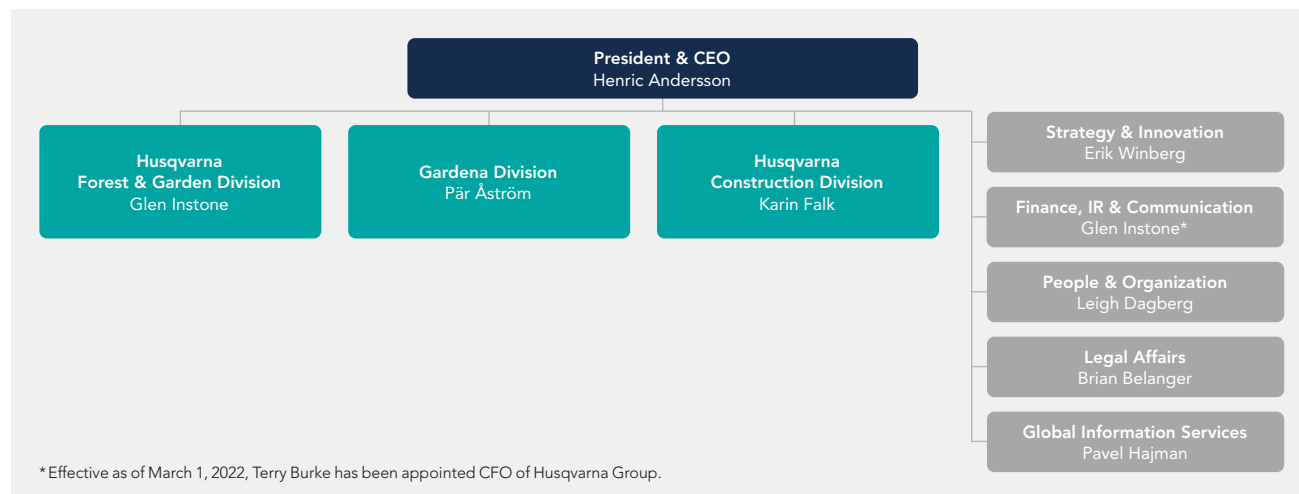 President & CEO
Henric Andersson
Husqvarna
Forest & Garden Division
Glen Instone
Gardena Division
Pär Åström
Husqvarna
Construction Division
Karin Falk
Strategy & Innovation
Erik Winberg
Finance, IR & Communication
Glen Instone*
People & Organization
Leigh Dagberg
Legal Affairs
Brian Belanger
Global Information Services
Pavel Hajman
* Effective as of March 1, 2022, Terry Burke has been appointed CFO of Husqvarna Group.